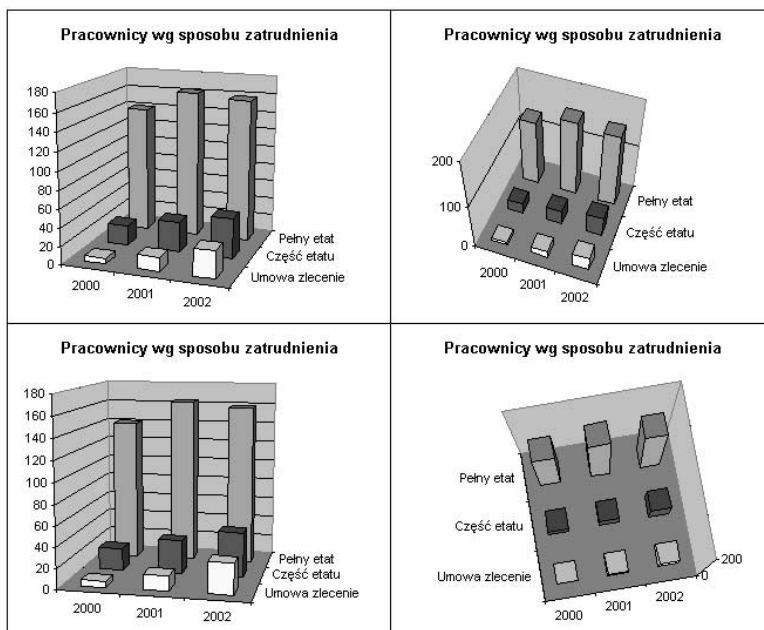 Pracownicy wg sposobu zatrudnienia
180
160
140
120
100
80
60
40
20
0
Pełny etat
Część etatu
Umowa zlecenie
2000
2001
2002
Pracownicy wg sposobu zatrudnienia
200
100
0
Pełny etat
Część etatu
Umowa zlecenie
2000
2001
2002
Pracownicy wg sposobu zatrudnienia
180
160
140
120
100
80
60
40
20
0
Pełny etat
Część etatu
Umowa zlecenie
2000
2001
2002
Pracownicy wg sposobu zatrudnienia
Pełny etat
Część etatu
Umowa zlecenie
200
0
2000
2001
2002